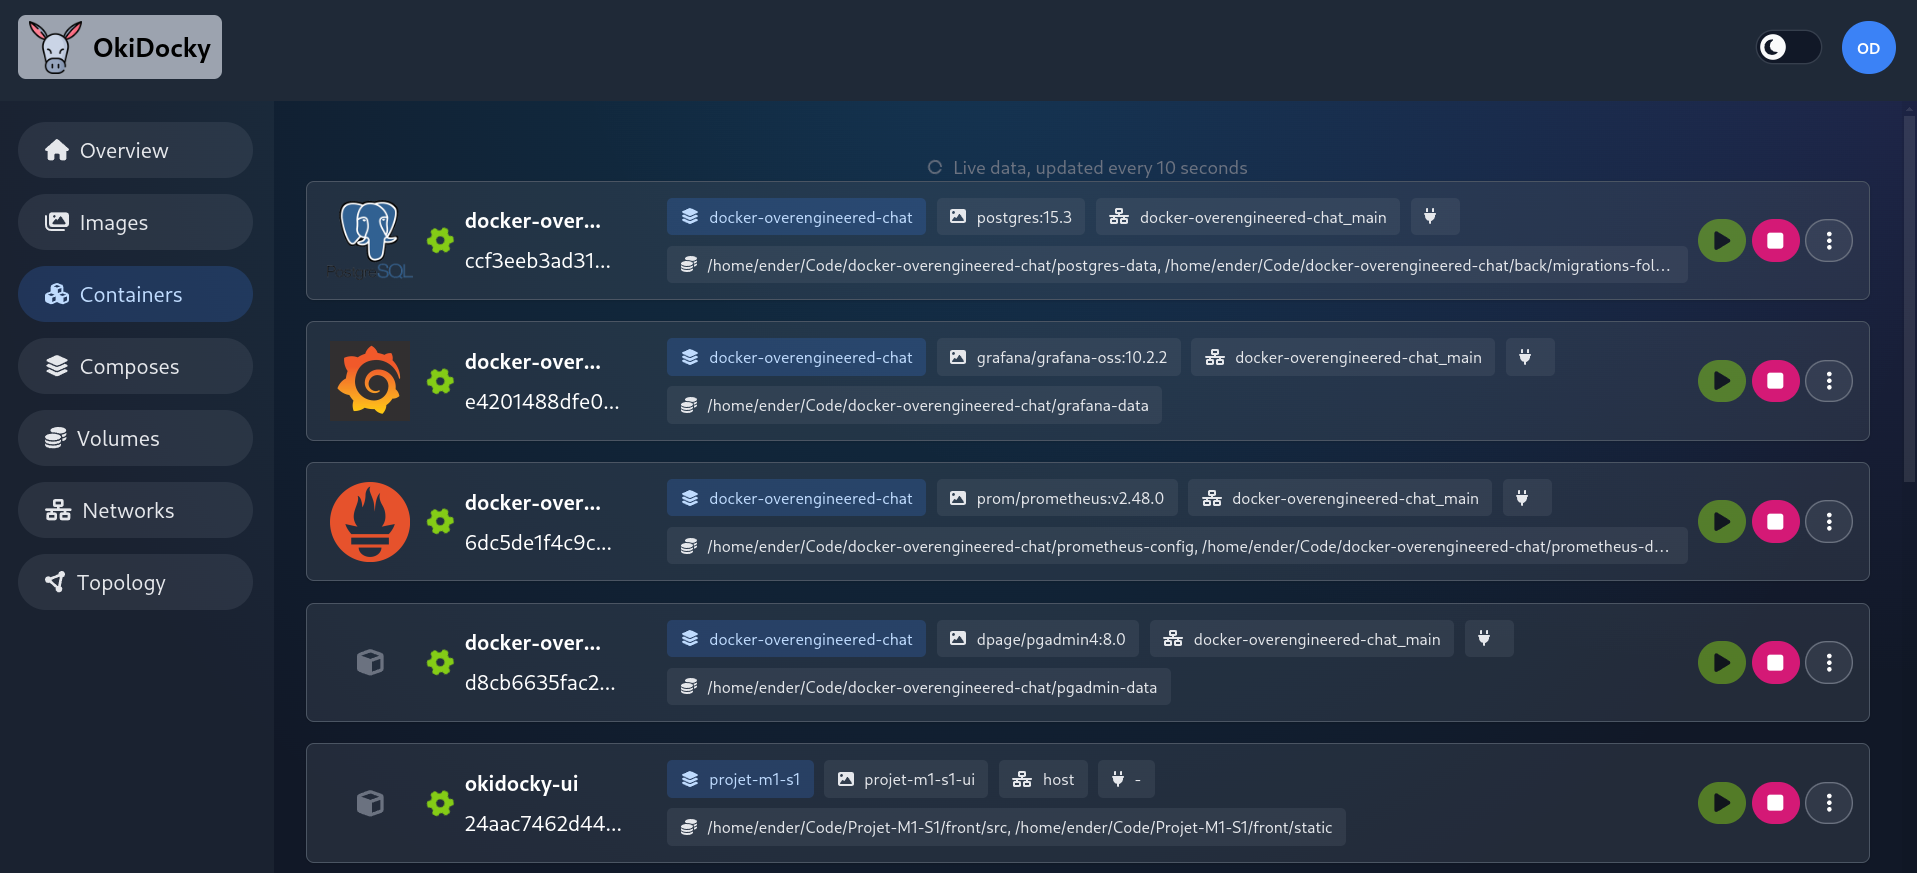 OkiDocky
OD
Overview
Images
Containers
Composes
Volumes
Networks
Topology
Live data, updated every 10 seconds
docker-over...
ccf3eeb3ad31...
docker-overengineered-chat
postgres:15.3
docker-overengineered-chat_main
/home/ender/Code/docker-overengineered-chat/postgres-data, /home/ender/Code/docker-overengineered-chat/back/migrations-fol...
docker-over...
e4201488dfe0...
docker-overengineered-chat
grafana/grafana-oss:10.2.2
docker-overengineered-chat_main
/home/ender/Code/docker-overengineered-chat/grafana-data
docker-over...
6dc5de1f4c9c...
docker-overengineered-chat
prom/prometheus:v2.48.0
docker-overengineered-chat_main
/home/ender/Code/docker-overengineered-chat/prometheus-config, /home/ender/Code/docker-overengineered-chat/prometheus-d...
docker-over...
d8cb6635fac2...
docker-overengineered-chat
dpage/pgadmin4:8.0
docker-overengineered-chat_main
/home/ender/Code/docker-overengineered-chat/pgadmin-data
okidocky-ui
24aac7462d44...
projet-m1-s1
projet-m1-s1-ui
host
-
/home/ender/Code/Projet-M1-S1/front/src, /home/ender/Code/Projet-M1-S1/front/static